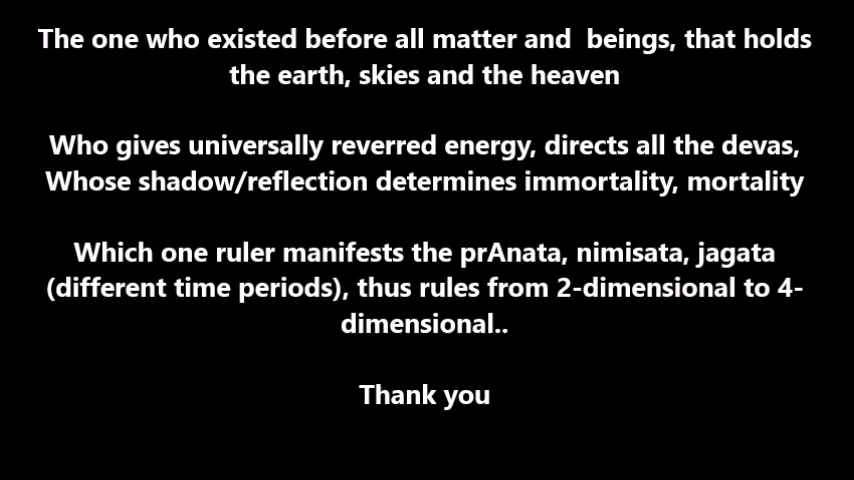 The one who existed before all matter and  beings, that holds
the earth, skies and the heaven
Who gives universally reverred energy, directs all the devas,
Whose shadow/reflection determines immortality, mortality
Which one ruler manifests the prAnata, nimisata, jagata
(different time periods), thus rules from 2-dimensional to 4-
dimensional..
Thank you